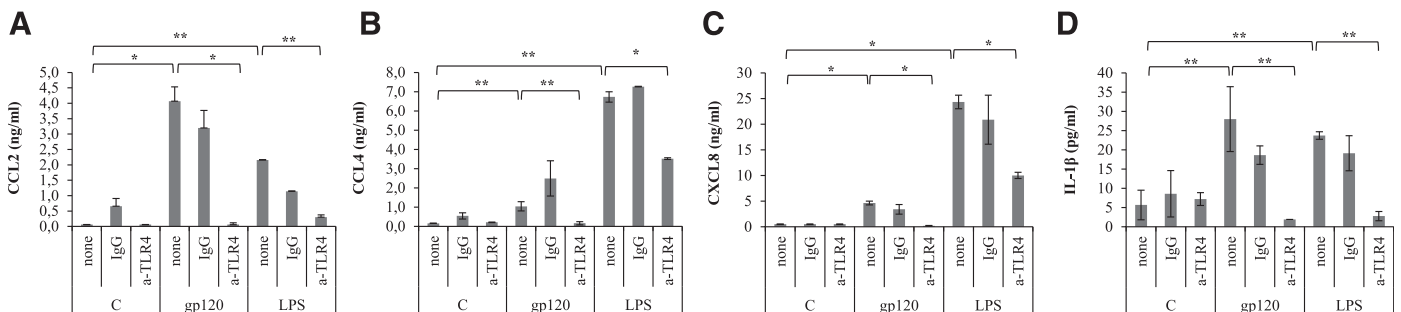 A
** **
* *
CCL2 (ng/ml)
5,0
4,5
4,0
3,5
3,0
2,5
2,0
1,5
1,0
0,5
0,0
none IgG a-TLR4 none IgG a-TLR4 none IgG a-TLR4
C gp120 LPS
B
** *
** **
CCL4 (ng/ml)
8,0
7,0
6,0
5,0
4,0
3,0
2,0
1,0
0,0
none IgG a-TLR4 none IgG a-TLR4 none IgG a-TLR4
C gp120 LPS
C
* *
* *
CXCL8 (ng/ml)
30
25
20
15
10
5
0
none IgG a-TLR4 none IgG a-TLR4 none IgG a-TLR4
C gp120 LPS
D
** **
** **
IL-1β (pg/ml)
40
35
30
25
20
15
10
5
0
none IgG a-TLR4 none IgG a-TLR4 none IgG a-TLR4
C gp120 LPS